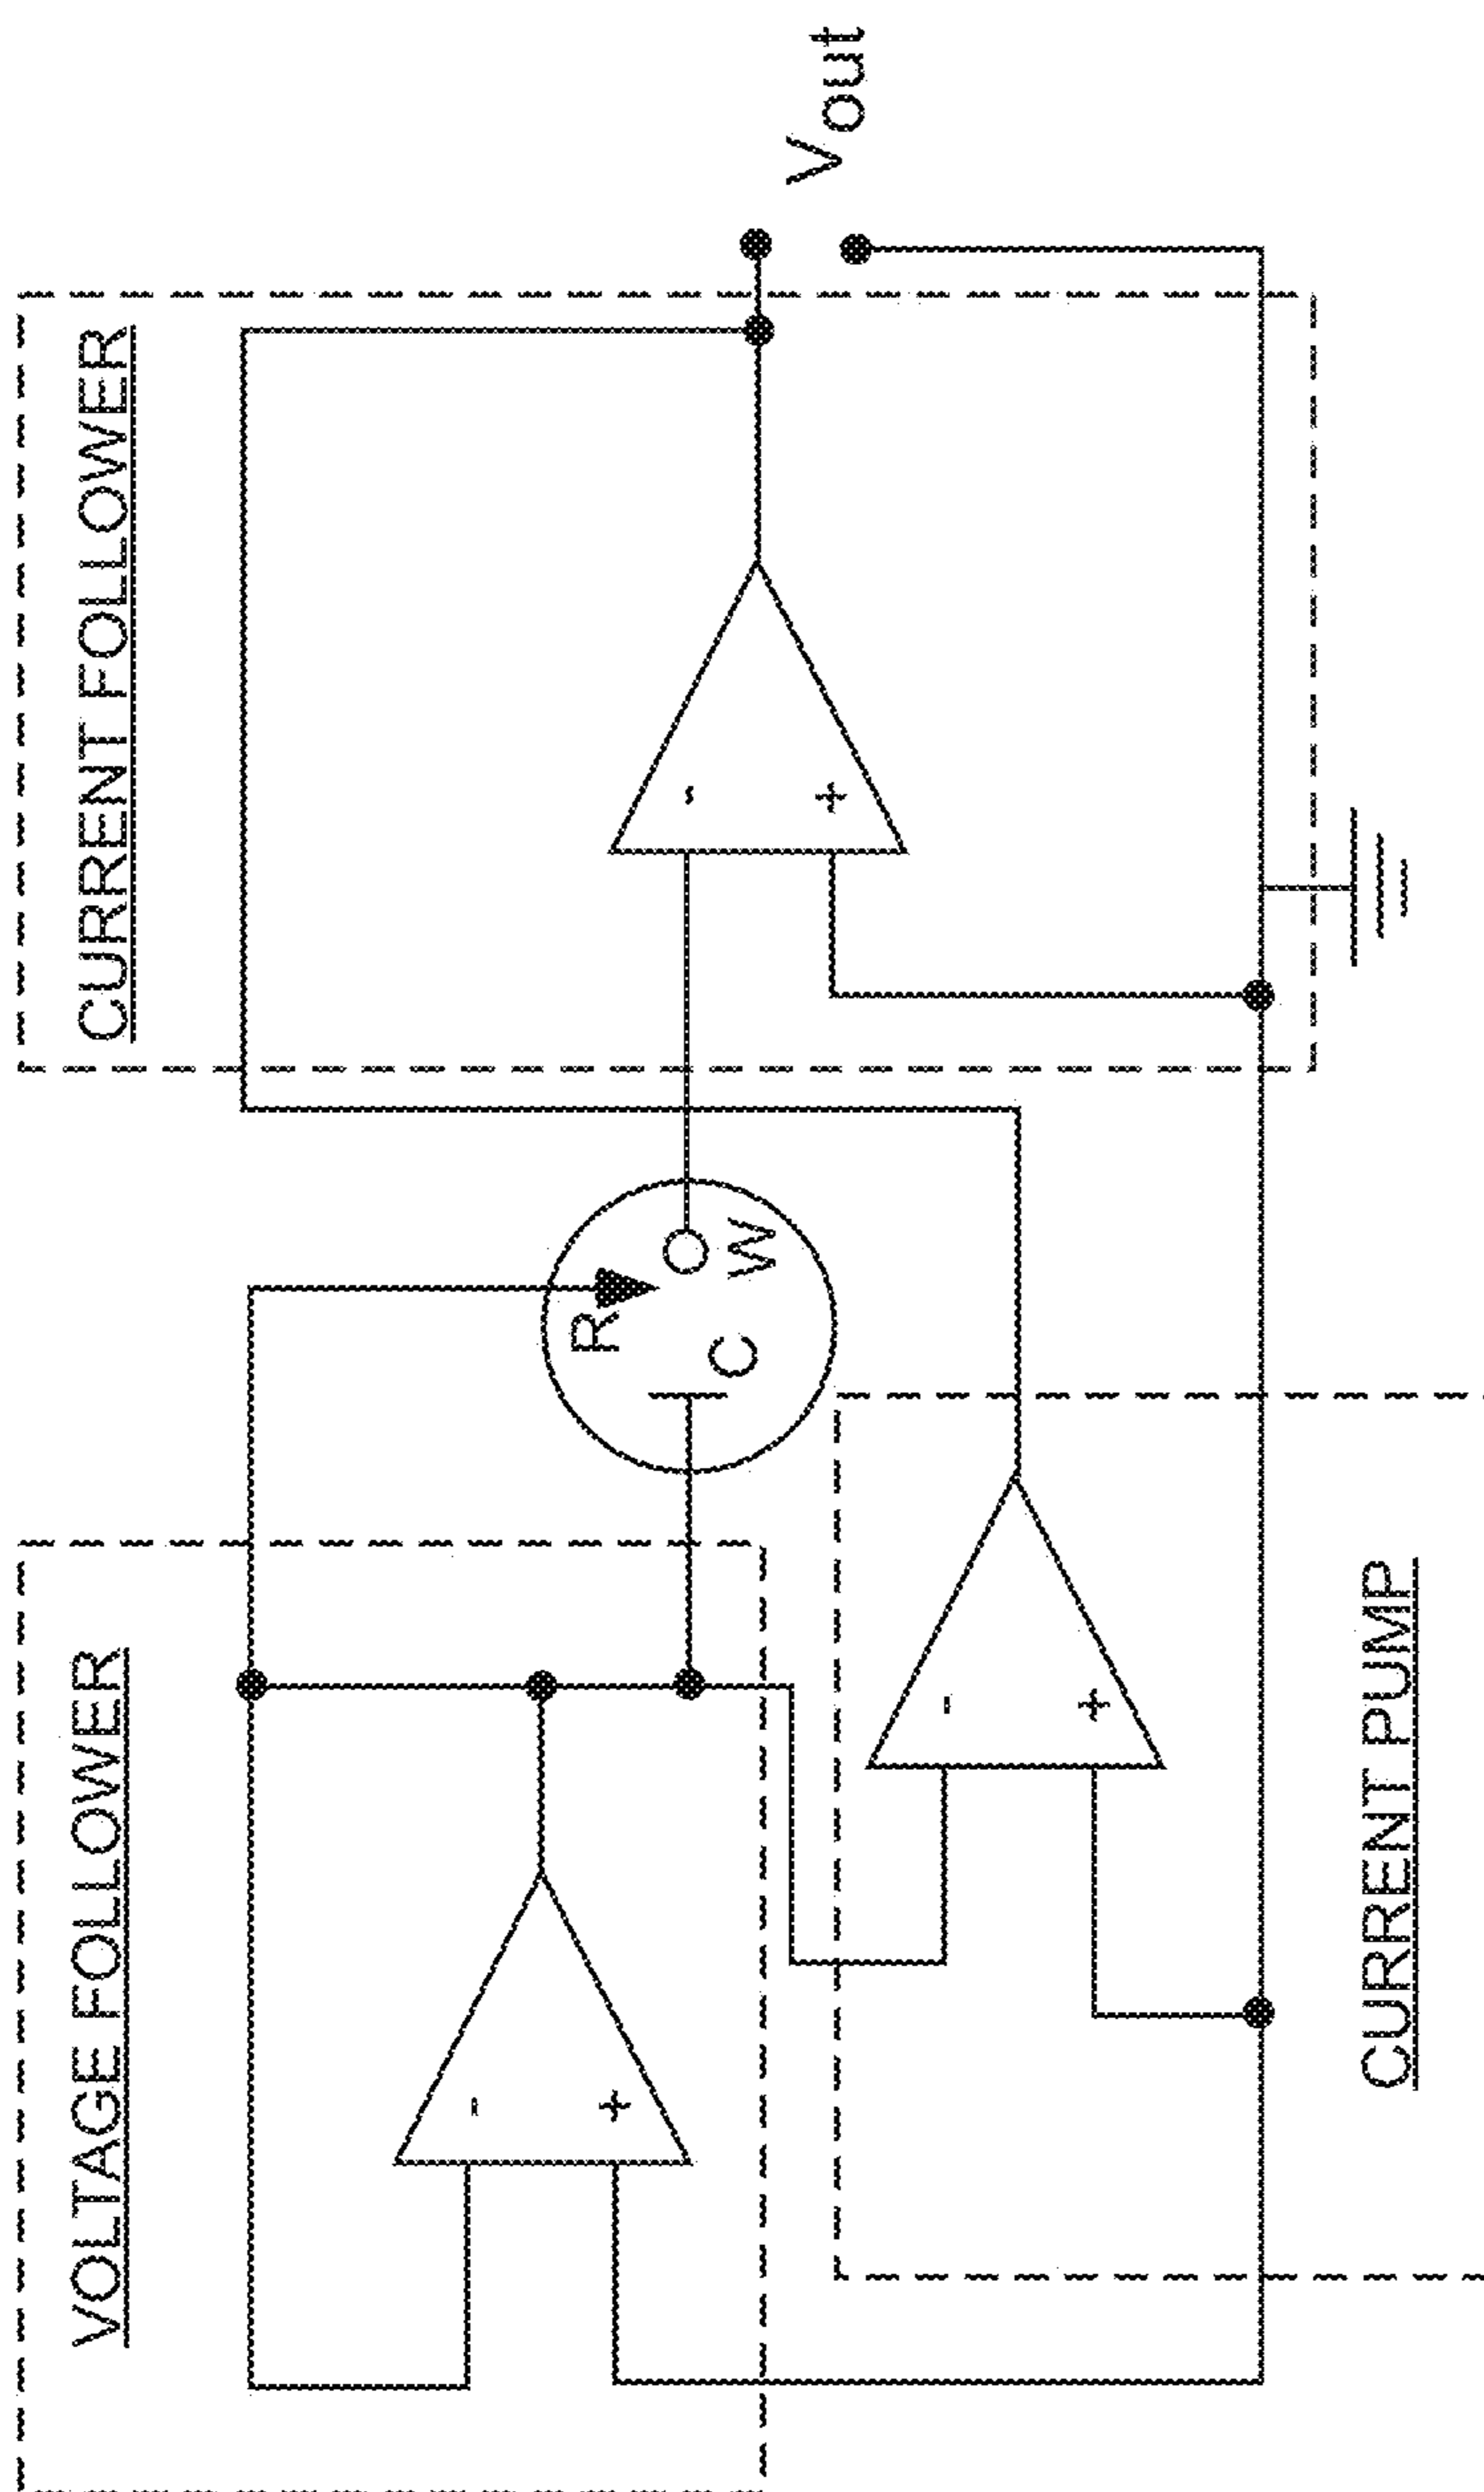 VOLTAGE FOLLOWER
CURRENT FOLLOWER
-
+
R
C
W
-
+
Vout
-
+
CURRENT PUMP